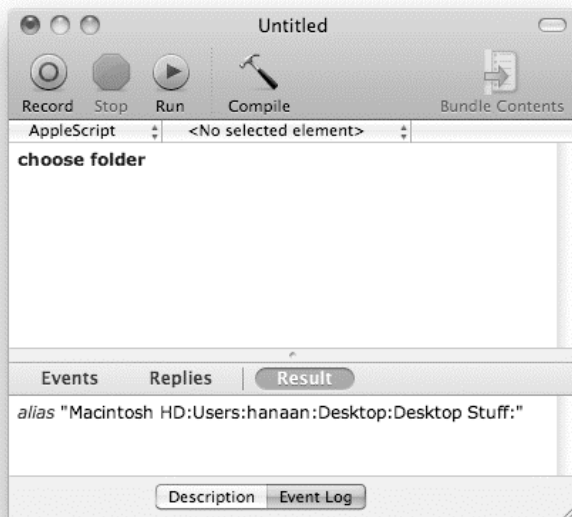 Untitled
Record Stop Run Compile Bundle Contents
AppleScript <No selected element>
choose folder
Events Replies Result
alias "Macintosh HD:Users:hanaan:Desktop:Desktop Stuff:"
Description Event Log